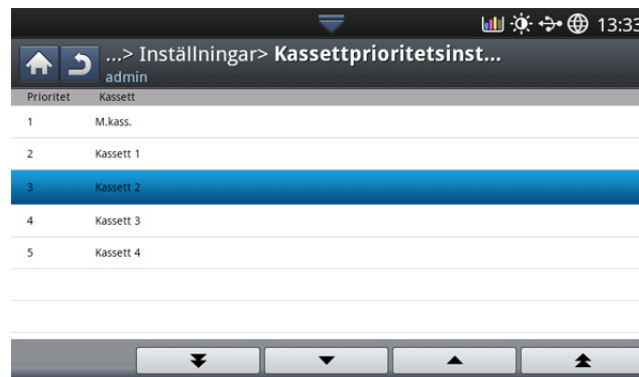 13:33
...> Inställningar> Kassettprioritetsinst...
admin
Prioritet Kassett
1 M.kass.
2 Kassett 1
3 Kassett 2
4 Kassett 3
5 Kassett 4